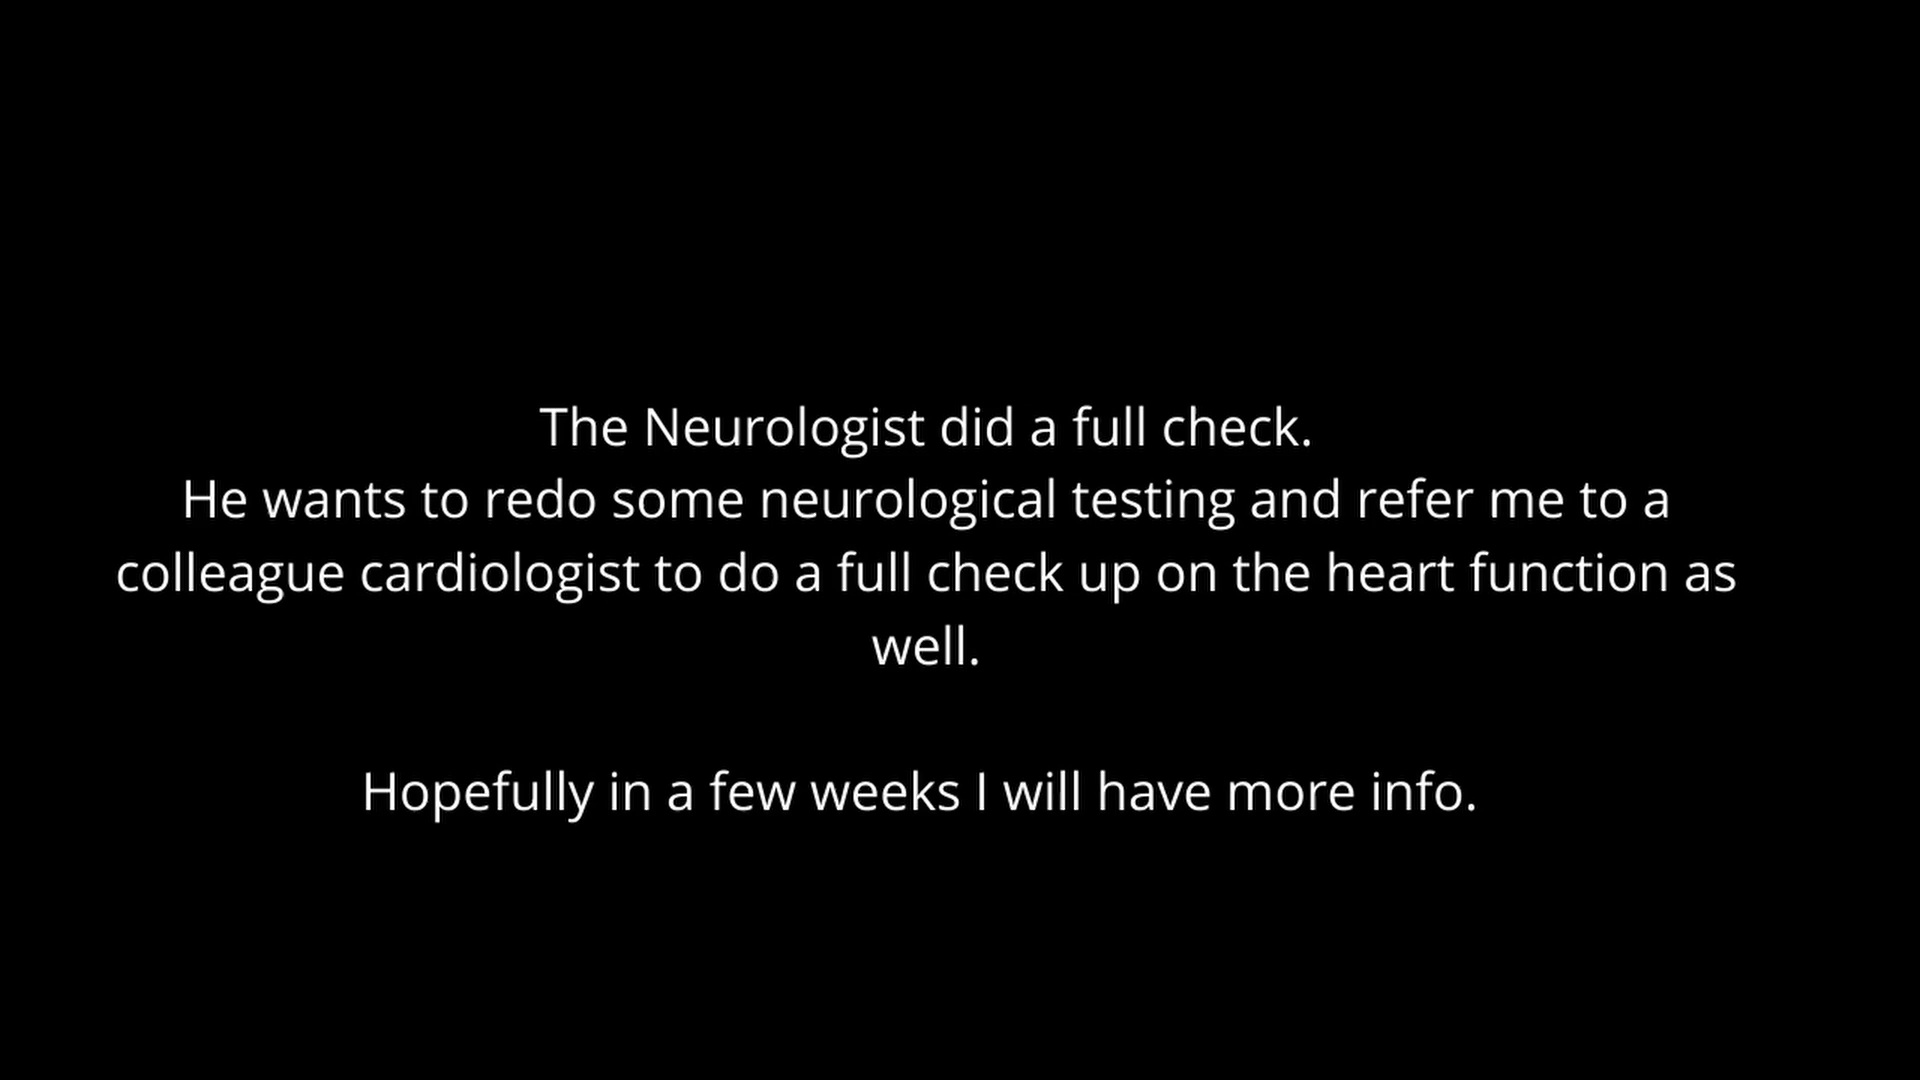 The Neurologist did a full check.
He wants to redo some neurological testing and refer me to a
colleague cardiologist to do a full check up on the heart function as
well.
Hopefully in a few weeks I will have more info.